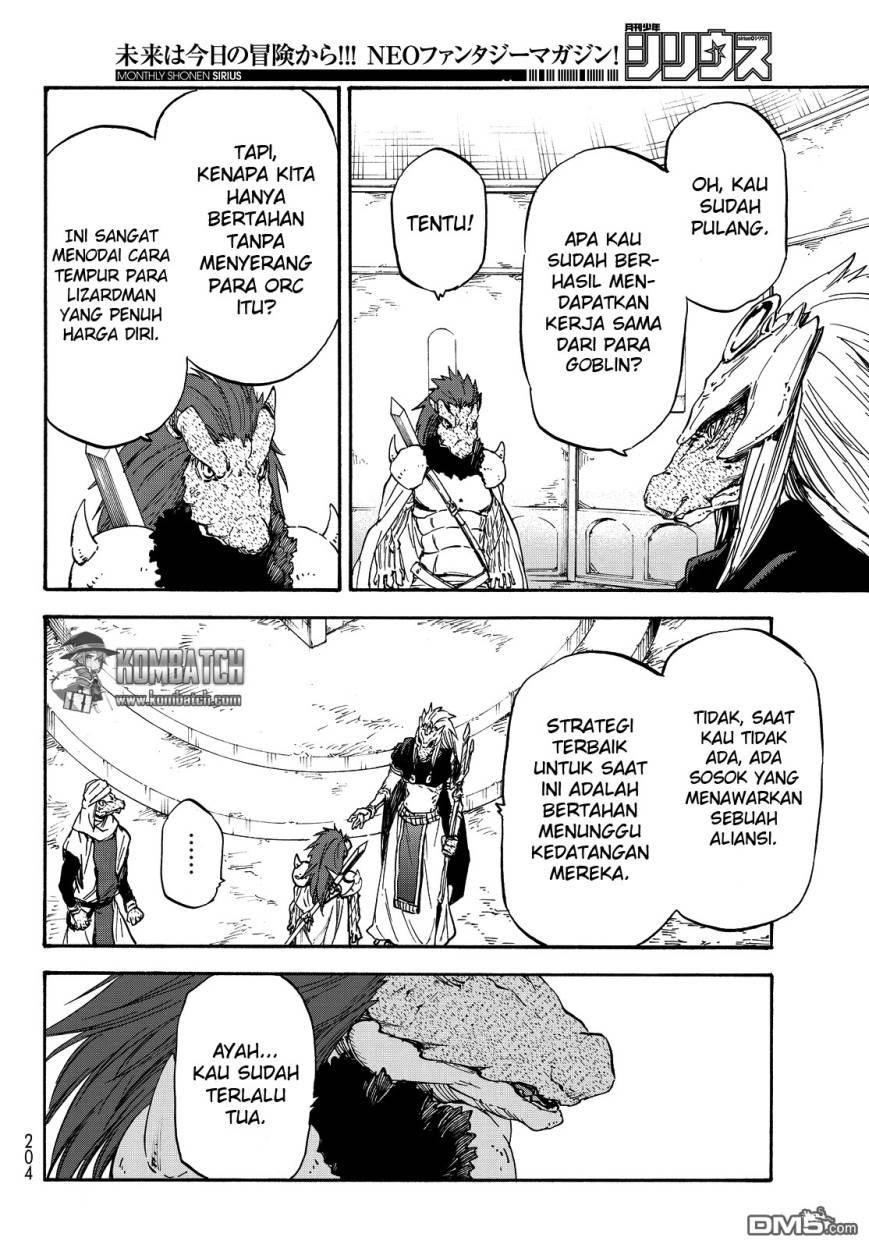 未来は今日の冒険から!!! NEOファンタジーマガジン!
MONTHLY SHONEN SIRIUS
月刊少年
シリウス
OH, KAU
SUDAH
PULANG.
APA KAU
SUDAH BER-
HASIL MEN-
DAPATKAN
KERJA SAMA
DARI PARA
GOBLIN?
TENTU!
TAPI,
KENAPA KITA
HANYA
BERTAHAN
TANPA
MENYERANG
PARA ORC
ITU?
INI SANGAT
MENODAI CARA
TEMPUR PARA
LIZARDMAN
YANG PENUH
HARGA DIRI.
TIDAK, SAAT
KAU TIDAK
ADA, ADA
SOSOK YANG
MENAWARKAN
SEBUAH
ALIANSI.
STRATEGI
TERBAIK
UNTUK SAAT
INI ADALAH
BERTAHAN
MENUNGGU
KEDATANGAN
MEREKA.
......
KOMBATCH
www.kombatch.com
AYAH...
KAU SUDAH
TERLALU
TUA.
204
DM5.com